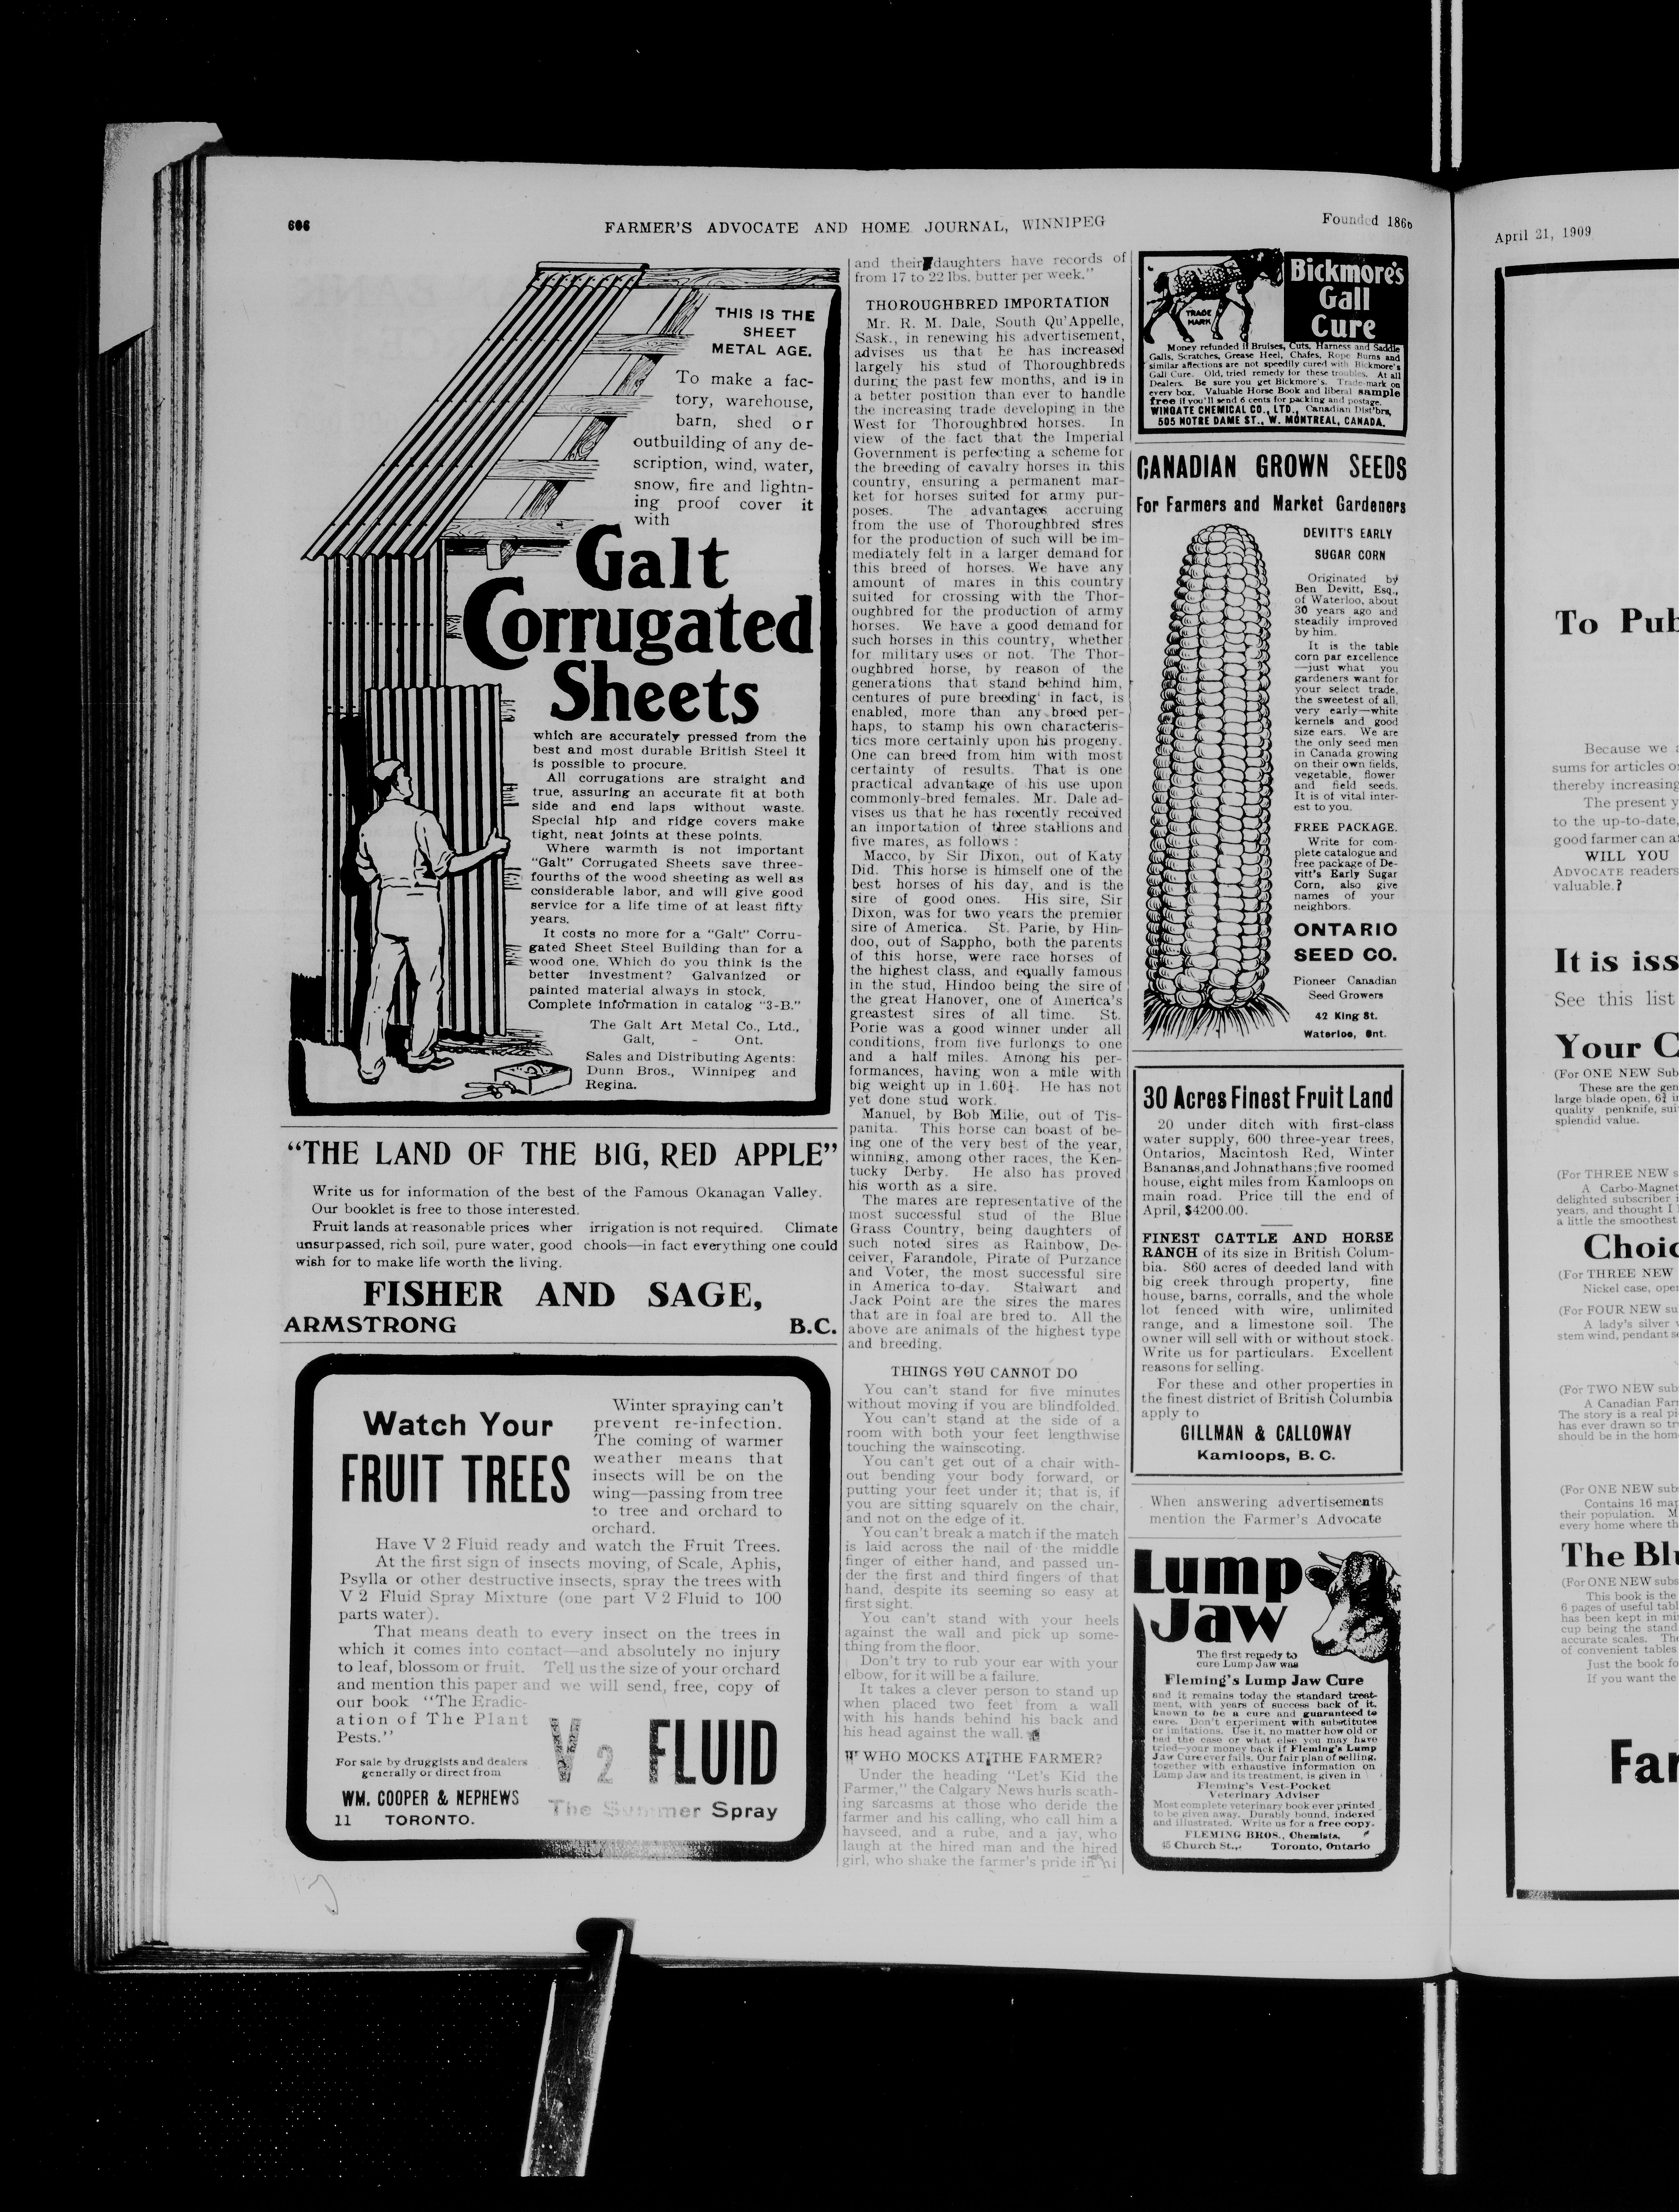 606
FARMER'S ADVOCATE AND HOME JOURNAL, WINNIPEG
Founded 1866
THIS IS THE
SHEET
METAL AGE.
To make a fac-
tory, warehouse,
barn, shed or
outbuilding of any de-
scription, wind, water,
snow, fire and lightn-
ing proof cover it
with
Galt
Corrugated
Sheets
which are accurately pressed from the
best and most durable British Steel it
is possible to procure.
All corrugations are straight and
true, assuring an accurate fit at both
side and end laps without waste.
Special hip and ridge covers make
tight, neat joints at these points.
Where warmth is not important
"Galt" Corrugated Sheets save three-
fourths of the wood sheeting as well as
considerable labor, and will give good
service for a life time of at least fifty
years.
It costs no more for a "Galt" Corru-
gated Sheet Steel Building than for a
wood one. Which do you think is the
better investment? Galvanized or
painted material always in stock.
Complete information in catalog "3-B."
The Galt Art Metal Co., Ltd.,
Galt, - Ont.
Sales and Distributing Agents:
Dunn Bros., Winnipeg and
Regina.
"THE LAND OF THE BIG, RED APPLE"
Write us for information of the best of the Famous Okanagan Valley.
Our booklet is free to those interested.
Fruit lands at reasonable prices wher irrigation is not required. Climate
unsurpassed, rich soil, pure water, good chools—in fact everything one could
wish for to make life worth the living.
FISHER AND SAGE,
ARMSTRONG B.C.
Watch Your
FRUIT TREES
Winter spraying can't
prevent re-infection.
The coming of warmer
weather means that
insects will be on the
wing—passing from tree
to tree and orchard to
orchard.
Have V 2 Fluid ready and watch the Fruit Trees.
At the first sign of insects moving, of Scale, Aphis,
Psylla or other destructive insects, spray the trees with
V 2 Fluid Spray Mixture (one part V 2 Fluid to 100
parts water).
That means death to every insect on the trees in
which it comes into contact—and absolutely no injury
to leaf, blossom or fruit. Tell us the size of your orchard
and mention this paper and we will send, free, copy of
our book "The Eradic-
ation of The Plant
Pests."
For sale by druggists and dealers
generally or direct from
WM. COOPER & NEPHEWS
11 TORONTO.
V 2 FLUID
The Summer Spray
and their daughters have records of
from 17 to 22 lbs. butter per week."
THOROUGHBRED IMPORTATION
Mr. R. M. Dale, South Qu'Appelle,
Sask., in renewing his advertisement,
advises us that he has increased
largely his stud of Thoroughbreds
during the past few months, and is in
a better position than ever to handle
the increasing trade developing in the
West for Thoroughbred horses. In
view of the fact that the Imperial
Government is perfecting a scheme for
the breeding of cavalry horses in this
country, ensuring a permanent mar-
ket for horses suited for army pur-
poses. The advantages accruing
from the use of Thoroughbred sires
for the production of such will be im-
mediately felt in a larger demand for
this breed of horses. We have any
amount of mares in this country
suited for crossing with the Thor-
oughbred for the production of army
horses. We have a good demand for
such horses in this country, whether
for military uses or not. The Thor-
oughbred horse, by reason of the
generations that stand behind him,
centures of pure breeding' in fact, is
enabled, more than any breed per-
haps, to stamp his own characteris-
tics more certainly upon his progeny.
One can breed from him with most
certainty of results. That is one
practical advantage of his use upon
commonly-bred females. Mr. Dale ad-
vises us that he has recently received
an importation of three stallions and
five mares, as follows :
Macco, by Sir Dixon, out of Katy
Did. This horse is himself one of the
best horses of his day, and is the
sire of good ones. His sire, Sir
Dixon, was for two years the premier
sire of America. St. Parie, by Hin-
doo, out of Sappho, both the parents
of this horse, were race horses of
the highest class, and equally famous
in the stud, Hindoo being the sire of
the great Hanover, one of America's
greastest sires of all time. St.
Porie was a good winner under all
conditions, from five furlongs to one
and a half miles. Among his per-
formances, having won a mile with
big weight up in 1.60¼. He has not
yet done stud work.
Manuel, by Bob Milie, out of Tis-
panita. This horse can boast of be-
ing one of the very best of the year,
winning, among other races, the Ken-
tucky Derby. He also has proved
his worth as a sire.
The mares are representative of the
most successful stud of the Blue
Grass Country, being daughters of
such noted sires as Rainbow, De-
ceiver, Farandole, Pirate of Purzance
and Voter, the most successful sire
in America to-day. Stalwart and
Jack Point are the sires the mares
that are in foal are bred to. All the
above are animals of the highest type
and breeding.
THINGS YOU CANNOT DO
You can't stand for five minutes
without moving if you are blindfolded.
You can't stand at the side of a
room with both your feet lengthwise
touching the wainscoting.
You can't get out of a chair with-
out bending your body forward, or
putting your feet under it; that is, if
you are sitting squarely on the chair,
and not on the edge of it.
You can't break a match if the match
is laid across the nail of the middle
finger of either hand, and passed un-
der the first and third fingers of that
hand, despite its seeming so easy at
first sight.
You can't stand with your heels
against the wall and pick up some-
thing from the floor.
Don't try to rub your ear with your
elbow, for it will be a failure.
It takes a clever person to stand up
when placed two feet from a wall
with his hands behind his back and
his head against the wall.
WHO MOCKS AT THE FARMER?
Under the heading "Let's Kid the
Farmer," the Calgary News hurls scath-
ing sarcasms at those who deride the
farmer and his calling, who call him a
hayseed, and a rube, and a jay, who
laugh at the hired man and the hired
girl, who shake the farmer's pride in
TRADE
MARK
Bickmore's
Gall
Cure
Money refunded if Bruises, Cuts, Harness and Saddle
Galls, Scratches, Grease Heel, Chafes, Rope Burns and
similar affections are not speedily cured with Bickmore's
Gall Cure. Old, tried remedy for these troubles. At all
Dealers. Be sure you get Bickmore's. Trade-mark on
every box. Valuable Horse Book and liberal sample
free if you'll send 6 cents for packing and postage.
WINGATE CHEMICAL CO., LTD., Canadian Dist'brs,
505 NOTRE DAME ST., W. MONTREAL, CANADA.
CANADIAN GROWN SEEDS
For Farmers and Market Gardeners
DEVITT'S EARLY
SUGAR CORN
Originated by
Ben Devitt, Esq.,
of Waterloo, about
30 years ago and
steadily improved
by him.
It is the table
corn par excellence
—just what you
gardeners want for
your select trade,
the sweetest of all,
very early—white
kernels and good
size ears. We are
the only seed men
in Canada growing
on their own fields,
vegetable, flower
and field seeds.
It is of vital inter-
est to you.
FREE PACKAGE.
Write for com-
plete catalogue and
free package of De-
vitt's Early Sugar
Corn, also give
names of your
neighbors.
ONTARIO
SEED CO.
Pioneer Canadian
Seed Growers
42 King St.
Waterloo, Ont.
30 Acres Finest Fruit Land
20 under ditch with first-class
water supply, 600 three-year trees,
Ontarios, Macintosh Red, Winter
Bananas,and Johnathans;five roomed
house, eight miles from Kamloops on
main road. Price till the end of
April, $4200.00.
FINEST CATTLE AND HORSE
RANCH of its size in British Colum-
bia. 860 acres of deeded land with
big creek through property, fine
house, barns, corralls, and the whole
lot fenced with wire, unlimited
range, and a limestone soil. The
owner will sell with or without stock.
Write us for particulars. Excellent
reasons for selling.
For these and other properties in
the finest district of British Columbia
apply to
GILLMAN & CALLOWAY
Kamloops, B. C.
When answering advertisements
mention the Farmer's Advocate
Lump
Jaw
The first remedy to
cure Lump Jaw was
Fleming's Lump Jaw Cure
and it remains today the standard treat-
ment, with years of success back of it,
known to be a cure and guaranteed to
cure. Don't experiment with substitutes
or imitations. Use it, no matter how old or
bad the case or what else you may have
tried—your money back if Fleming's Lump
Jaw Cure ever fails. Our fair plan of selling,
together with exhaustive information on
Lump Jaw and its treatment, is given in
Fleming's Vest-Pocket
Veterinary Adviser
Most complete veterinary book ever printed
to be given away. Durably bound, indexed
and illustrated. Write us for a free copy.
FLEMING BROS., Chemists,
45 Church St., Toronto, Ontario
April 21, 1909
To Pub
Because we
sums for articles o
thereby increasing
The present y
to the up-to-date,
good farmer can a
WILL YOU
ADVOCATE readers
valuable.?
It is iss
See this list
Your C
(For ONE NEW Sub
These are the gen
large blade open, 6¾ i
quality penknife, sui
splendid value.
(For THREE NEW s
A Carbo-Magnet
delighted subscriber i
years, and thought I
a little the smoothest
Choic
(For THREE NEW
Nickel case, open
(For FOUR NEW su
A lady's silver
stem wind, pendant s
(For TWO NEW sub
A Canadian Far
The story is a real pi
has ever drawn so tr
should be in the hom
(For ONE NEW subs
Contains 16 map
their population. M
every home where th
The Bl
(For ONE NEW subs
This book is the
6 pages of useful tabl
has been kept in mi
cup being the stand
accurate scales. The
of convenient tables
Just the book fo
If you want the
Far